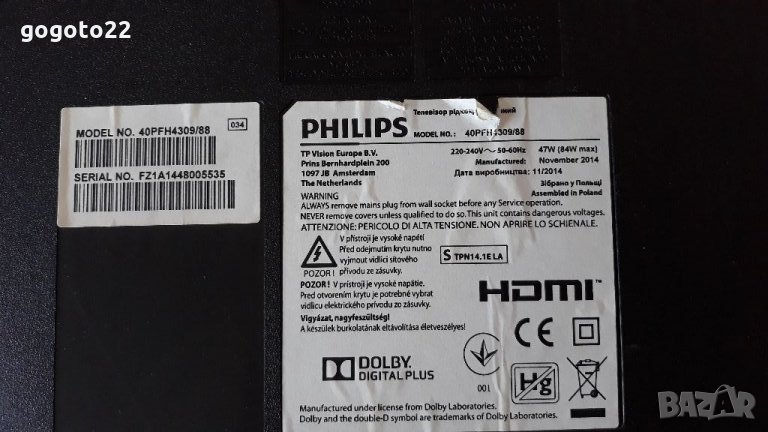 gogoto22
MODEL NO. 40PFH4309/88
034
SERIAL NO. FZ1A1448005535
Телевізор
PHILIPS
MODEL NO.: 40PFH4309/88
TP Vision Europe B.V.
Prins Bernhardplein 200
1097 JB Amsterdam
The Netherlands
220-240V~ 50-60Hz 47W (84W max)
Manufactured: November 2014
Дата виробництва: 11/2014
Зібрано у Польщі
Assembled in Poland
WARNING
ALWAYS remove mains plug from wall socket before any Service operation.
NEVER remove covers unless qualified to do so. This unit contains dangerous voltages.
ATTENZIONE: PERICOLO DI ALTA TENSIONE. NON APRIRE LO SCHIENALE.
V přístroji je vysoké napětí
Před odejmutím krytu nutno
vyjmout vidlici síťového
POZOR ! přívodu ze zásuvky.
S TPN14.1E LA
POZOR ! V prístroji je vysoké napätie.
Pred otvorením krytu je potrebné vybrat
vidlicu elektrického prívodu zo zásuvky.
Vigyázat, nagyfeszültség!
A készülek burkolatának eltávolítása életveszélyes!
HDMI™
CE
DOLBY
DIGITAL PLUS
001
Hg
Manufactured under license from Dolby Laboratories.
Dolby and the double-D symbol are trademarks of Dolby Laboratories.
BAZAR